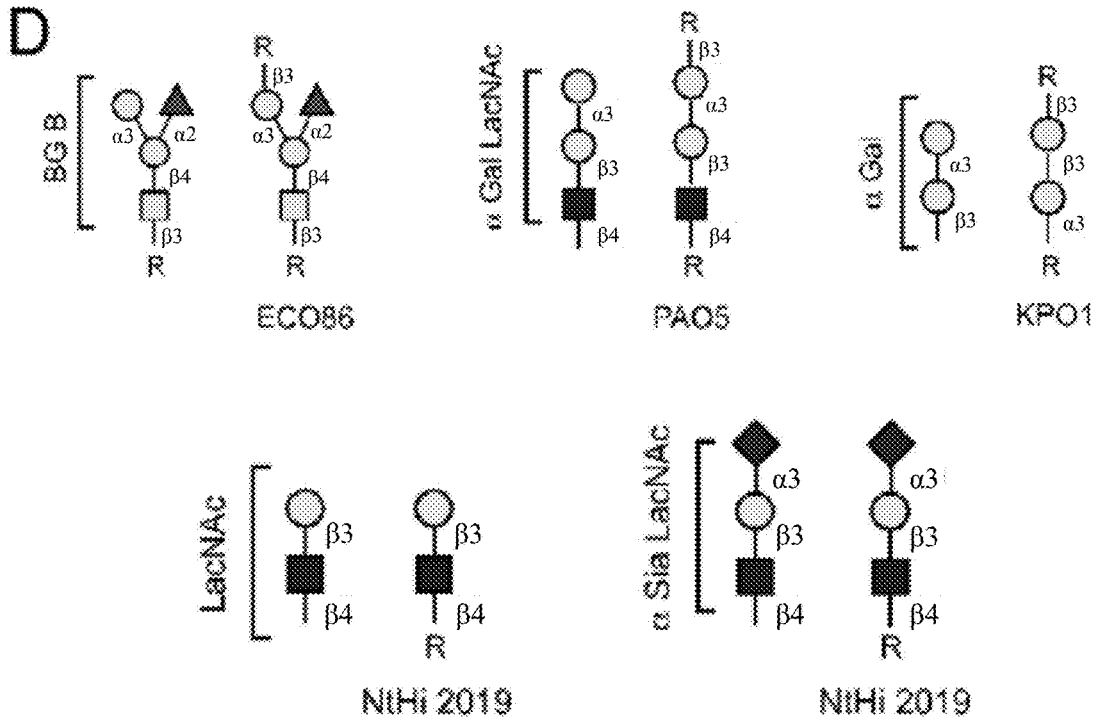 D
BG B
α3
α2
β4
β3
R
R
β3
α3
α2
β4
β3
R
ECO86
α Gal LacNAc
α3
β3
β4
R
β3
α3
β3
β4
R
PAO5
α Gal
α3
β3
R
β3
β3
α3
R
KPO1
LacNAc
β3
β4
β3
β4
R
NtHi 2019
α Sia LacNAc
α3
β3
β4
α3
β3
β4
R
NtHi 2019